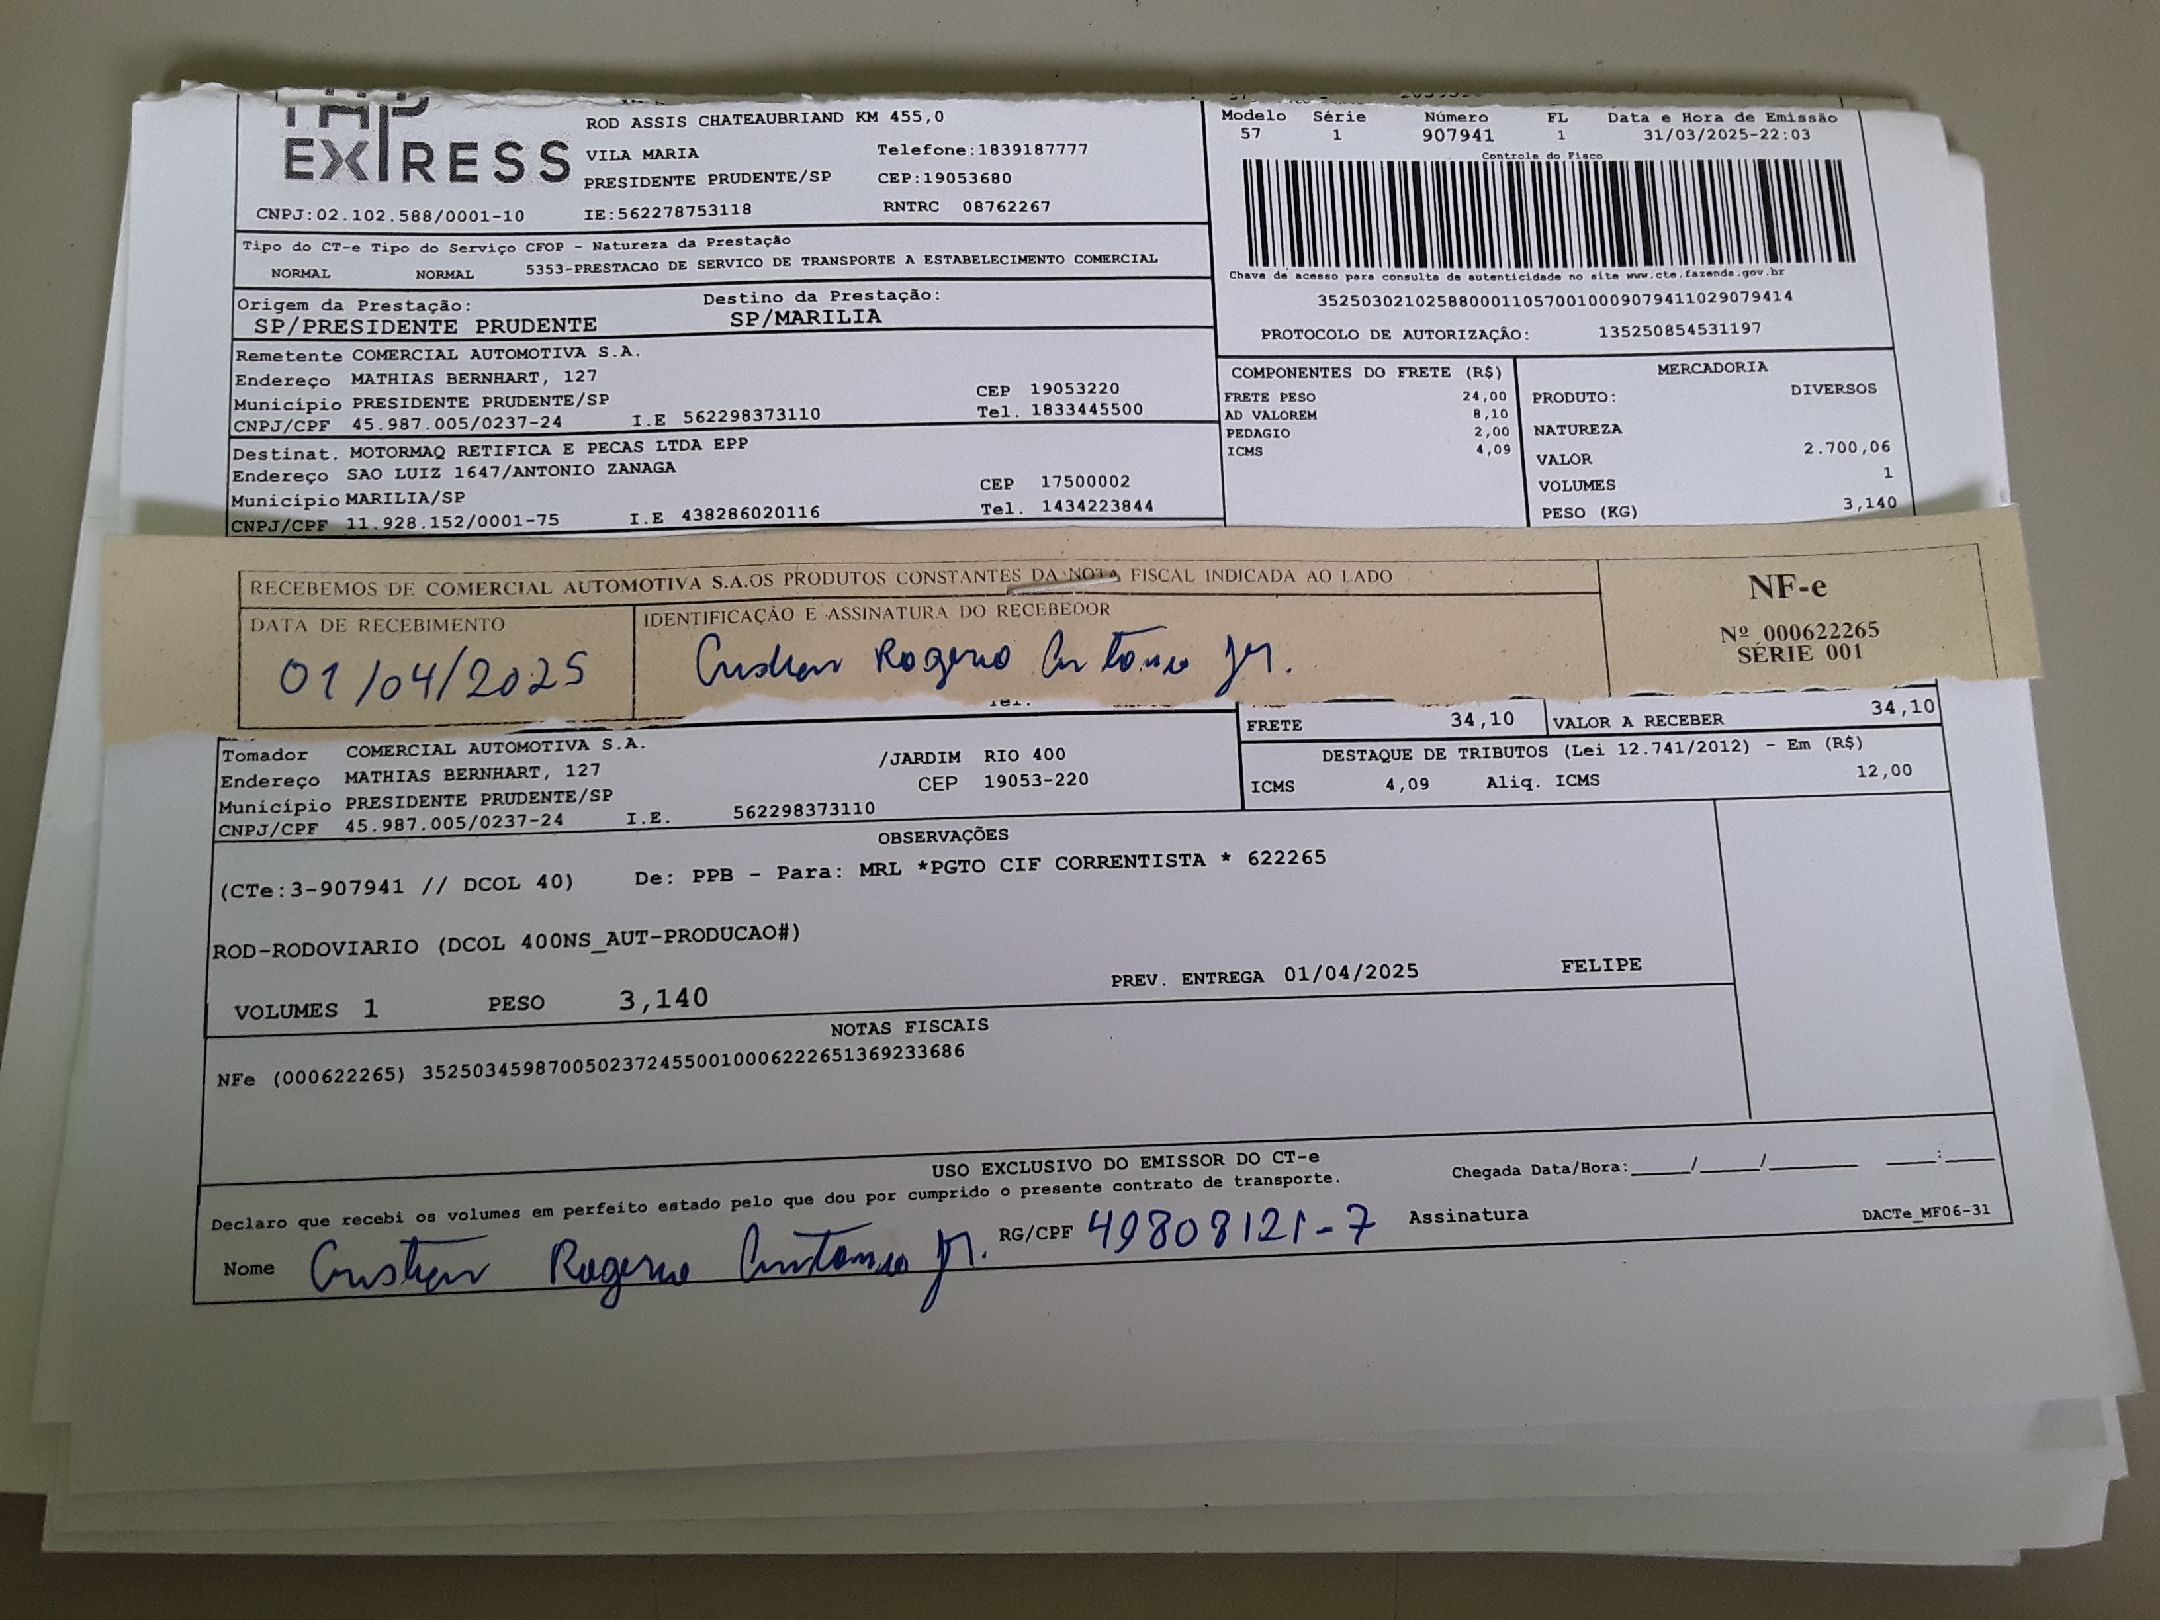 EXPRESS
ROD ASSIS CHATEAUBRIAND KM 455,0
VILA MARIA Telefone:1839187777
PRESIDENTE PRUDENTE/SP CEP:19053680
CNPJ:02.102.588/0001-10 IE:562278753118 RNTRC 08762267
Modelo Série Número FL Data e Hora de Emissão
57 1 907941 1 31/03/2025-22:03
Controle do Fisco
Chave de acesso para consulta de autenticidade no site www.cte.fazenda.gov.br
35250302102588000110570010009079411029079414
PROTOCOLO DE AUTORIZAÇÃO: 135250854531197
Tipo do CT-e Tipo do Serviço CFOP - Natureza da Prestação
NORMAL NORMAL 5353-PRESTACAO DE SERVICO DE TRANSPORTE A ESTABELECIMENTO COMERCIAL
Origem da Prestação: Destino da Prestação:
SP/PRESIDENTE PRUDENTE SP/MARILIA
Remetente COMERCIAL AUTOMOTIVA S.A.
Endereço MATHIAS BERNHART, 127
Município PRESIDENTE PRUDENTE/SP CEP 19053220
CNPJ/CPF 45.987.005/0237-24 I.E 562298373110 Tel. 1833445500
Destinat. MOTORMAQ RETIFICA E PECAS LTDA EPP
Endereço SAO LUIZ 1647/ANTONIO ZANAGA
Município MARILIA/SP CEP 17500002
CNPJ/CPF 11.928.152/0001-75 I.E 438286020116 Tel. 1434223844
COMPONENTES DO FRETE (R$)
FRETE PESO 24,00
AD VALOREM 8,10
PEDAGIO 2,00
ICMS 4,09
MERCADORIA
PRODUTO: DIVERSOS
NATUREZA
VALOR 2.700,06
VOLUMES 1
PESO (KG) 3,140
RECEBEMOS DE COMERCIAL AUTOMOTIVA S.A.OS PRODUTOS CONSTANTES DA NOTA FISCAL INDICADA AO LADO
DATA DE RECEBIMENTO IDENTIFICAÇÃO E ASSINATURA DO RECEBEDOR
01/04/2025 Rogerio Jr.
NF-e
Nº 000622265
SÉRIE 001
FRETE 34,10 VALOR A RECEBER 34,10
Tomador COMERCIAL AUTOMOTIVA S.A.
Endereço MATHIAS BERNHART, 127 /JARDIM RIO 400
Município PRESIDENTE PRUDENTE/SP CEP 19053-220
CNPJ/CPF 45.987.005/0237-24 I.E. 562298373110
DESTAQUE DE TRIBUTOS (Lei 12.741/2012) - Em (R$)
ICMS 4,09 Aliq. ICMS 12,00
OBSERVAÇÕES
(CTe:3-907941 // DCOL 40) De: PPB - Para: MRL *PGTO CIF CORRENTISTA * 622265
ROD-RODOVIARIO (DCOL 400NS_AUT-PRODUCAO#)
VOLUMES 1 PESO 3,140 PREV. ENTREGA 01/04/2025 FELIPE
NOTAS FISCAIS
NFe (000622265) 35250345987005023724550010006222651369233686
USO EXCLUSIVO DO EMISSOR DO CT-e
Declaro que recebi os volumes em perfeito estado pelo que dou por cumprido o presente contrato de transporte.
Chegada Data/Hora:_____/_____/_______ ____:____
Nome Rogerio Jr. RG/CPF 49808121-7 Assinatura
DACTe_MF06-31